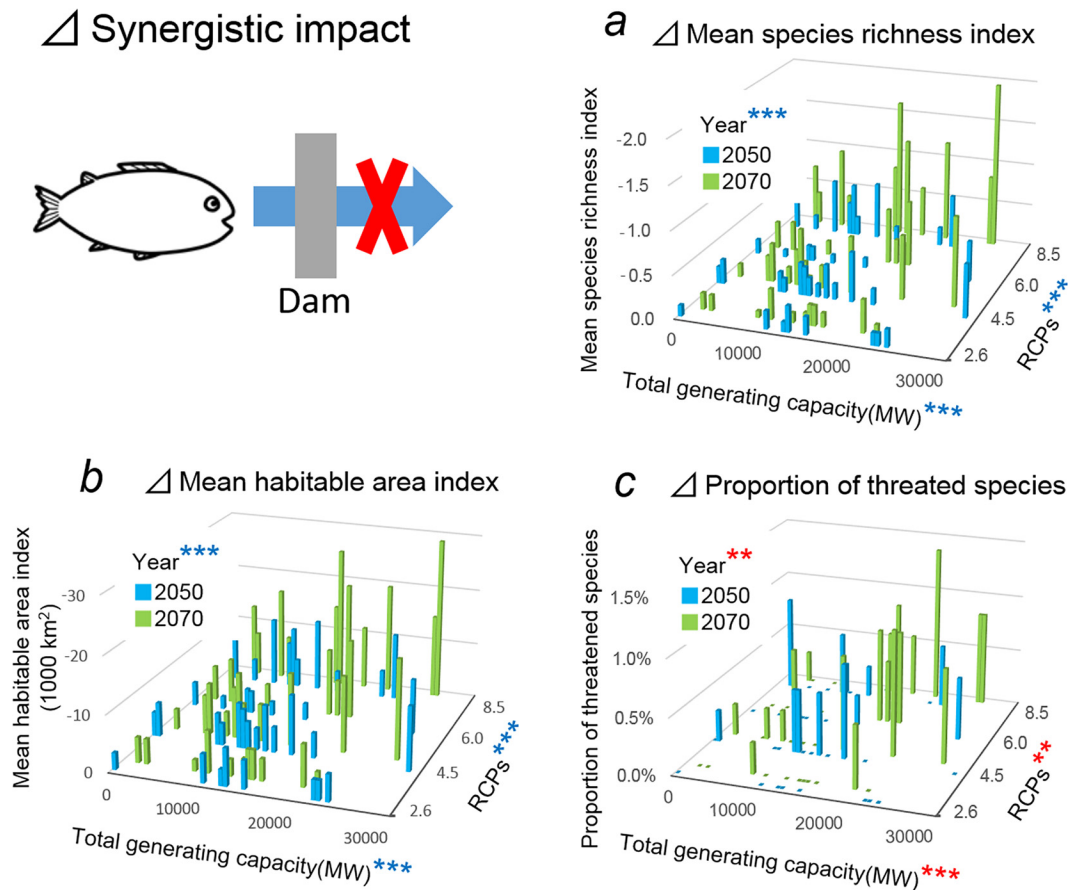 ⊿ Synergistic impact
Dam
a ⊿ Mean species richness index
Mean species richness index
-2.0
-1.5
-1.0
-0.5
0.0
Year***
2050
2070
0
10000
20000
30000
Total generating capacity(MW)***
2.6
4.5
6.0
8.5
RCPs***
b ⊿ Mean habitable area index
Mean habitable area index
(1000 km²)
-30
-20
-10
0
Year***
2050
2070
0
10000
20000
30000
Total generating capacity(MW)***
2.6
4.5
6.0
8.5
RCPs***
c ⊿ Proportion of threated species
Proportion of threatened species
1.5%
1.0%
0.5%
0.0%
Year**
2050
2070
0
10000
20000
30000
Total generating capacity(MW)***
2.6
4.5
6.0
8.5
RCPs**